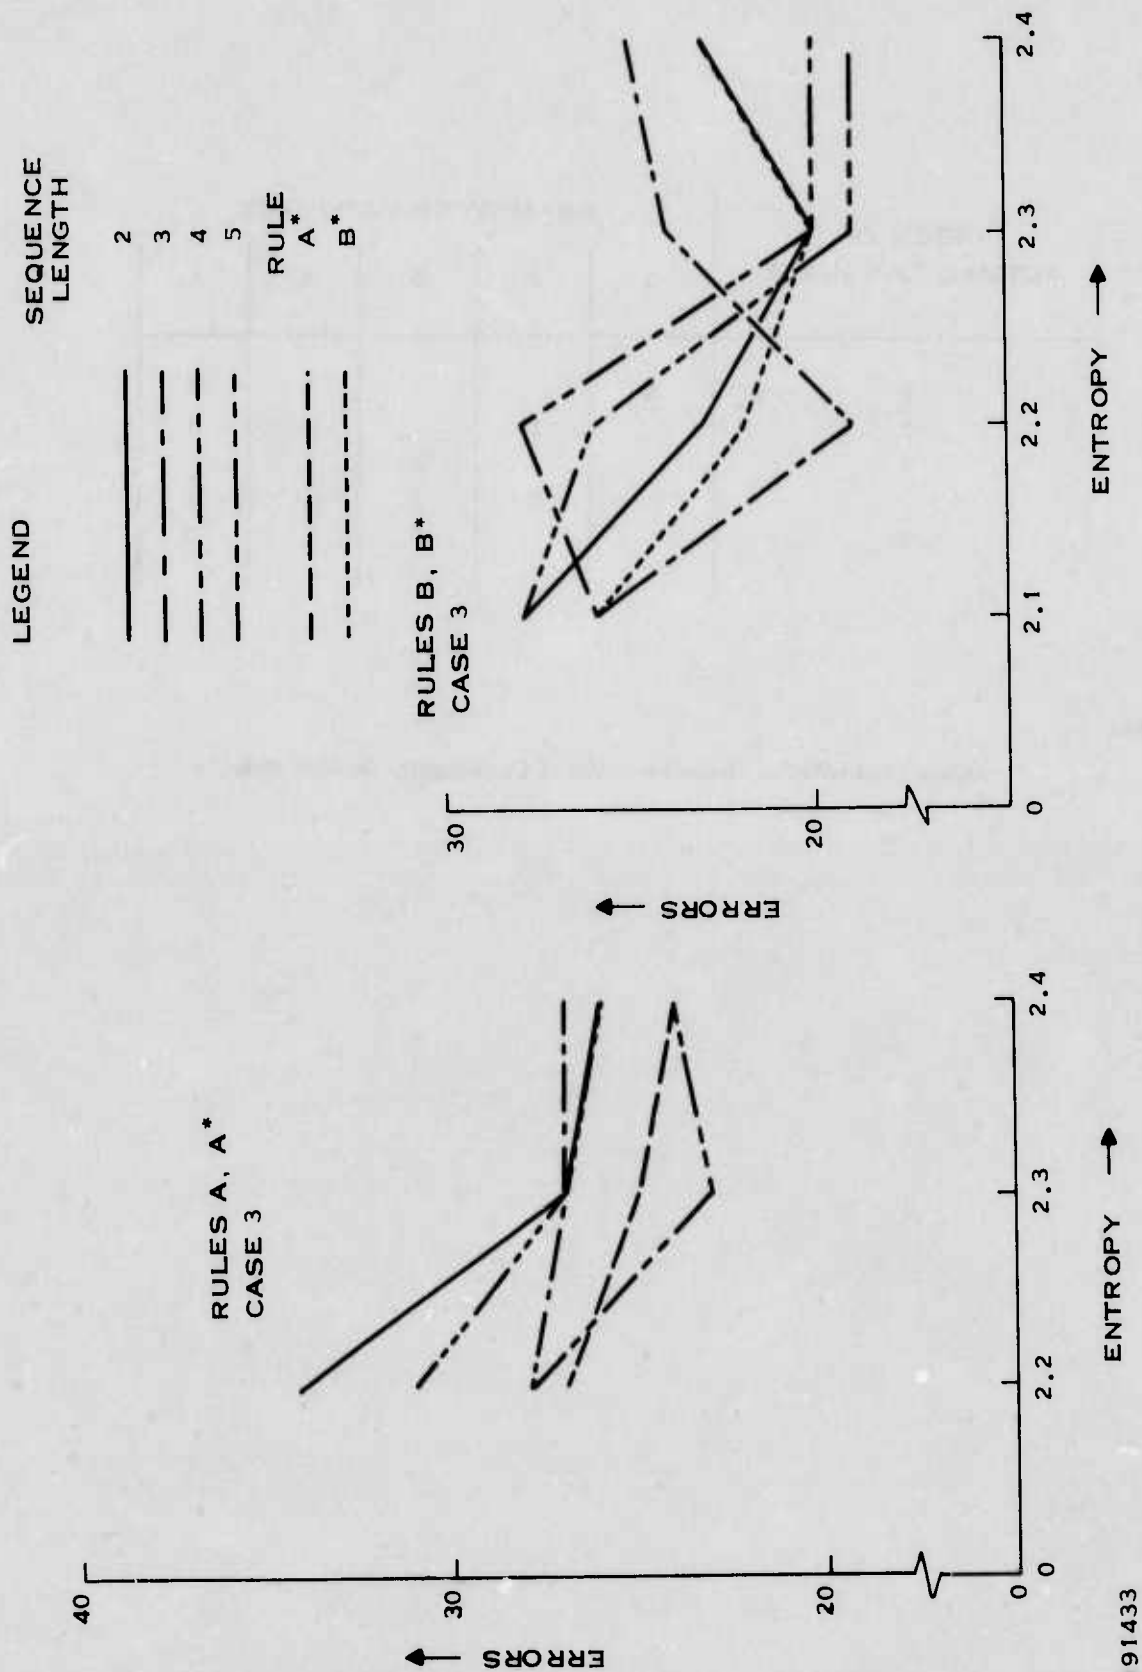 LEGEND
SEQUENCE
LENGTH
2
3
4
5
RULE
A*
B*
RULES A, A*
CASE 3
40
30
20
0
ERRORS
2.2
2.3
2.4
ENTROPY
RULES B, B*
CASE 3
30
20
0
ERRORS
2.1
2.2
2.3
2.4
ENTROPY
91433